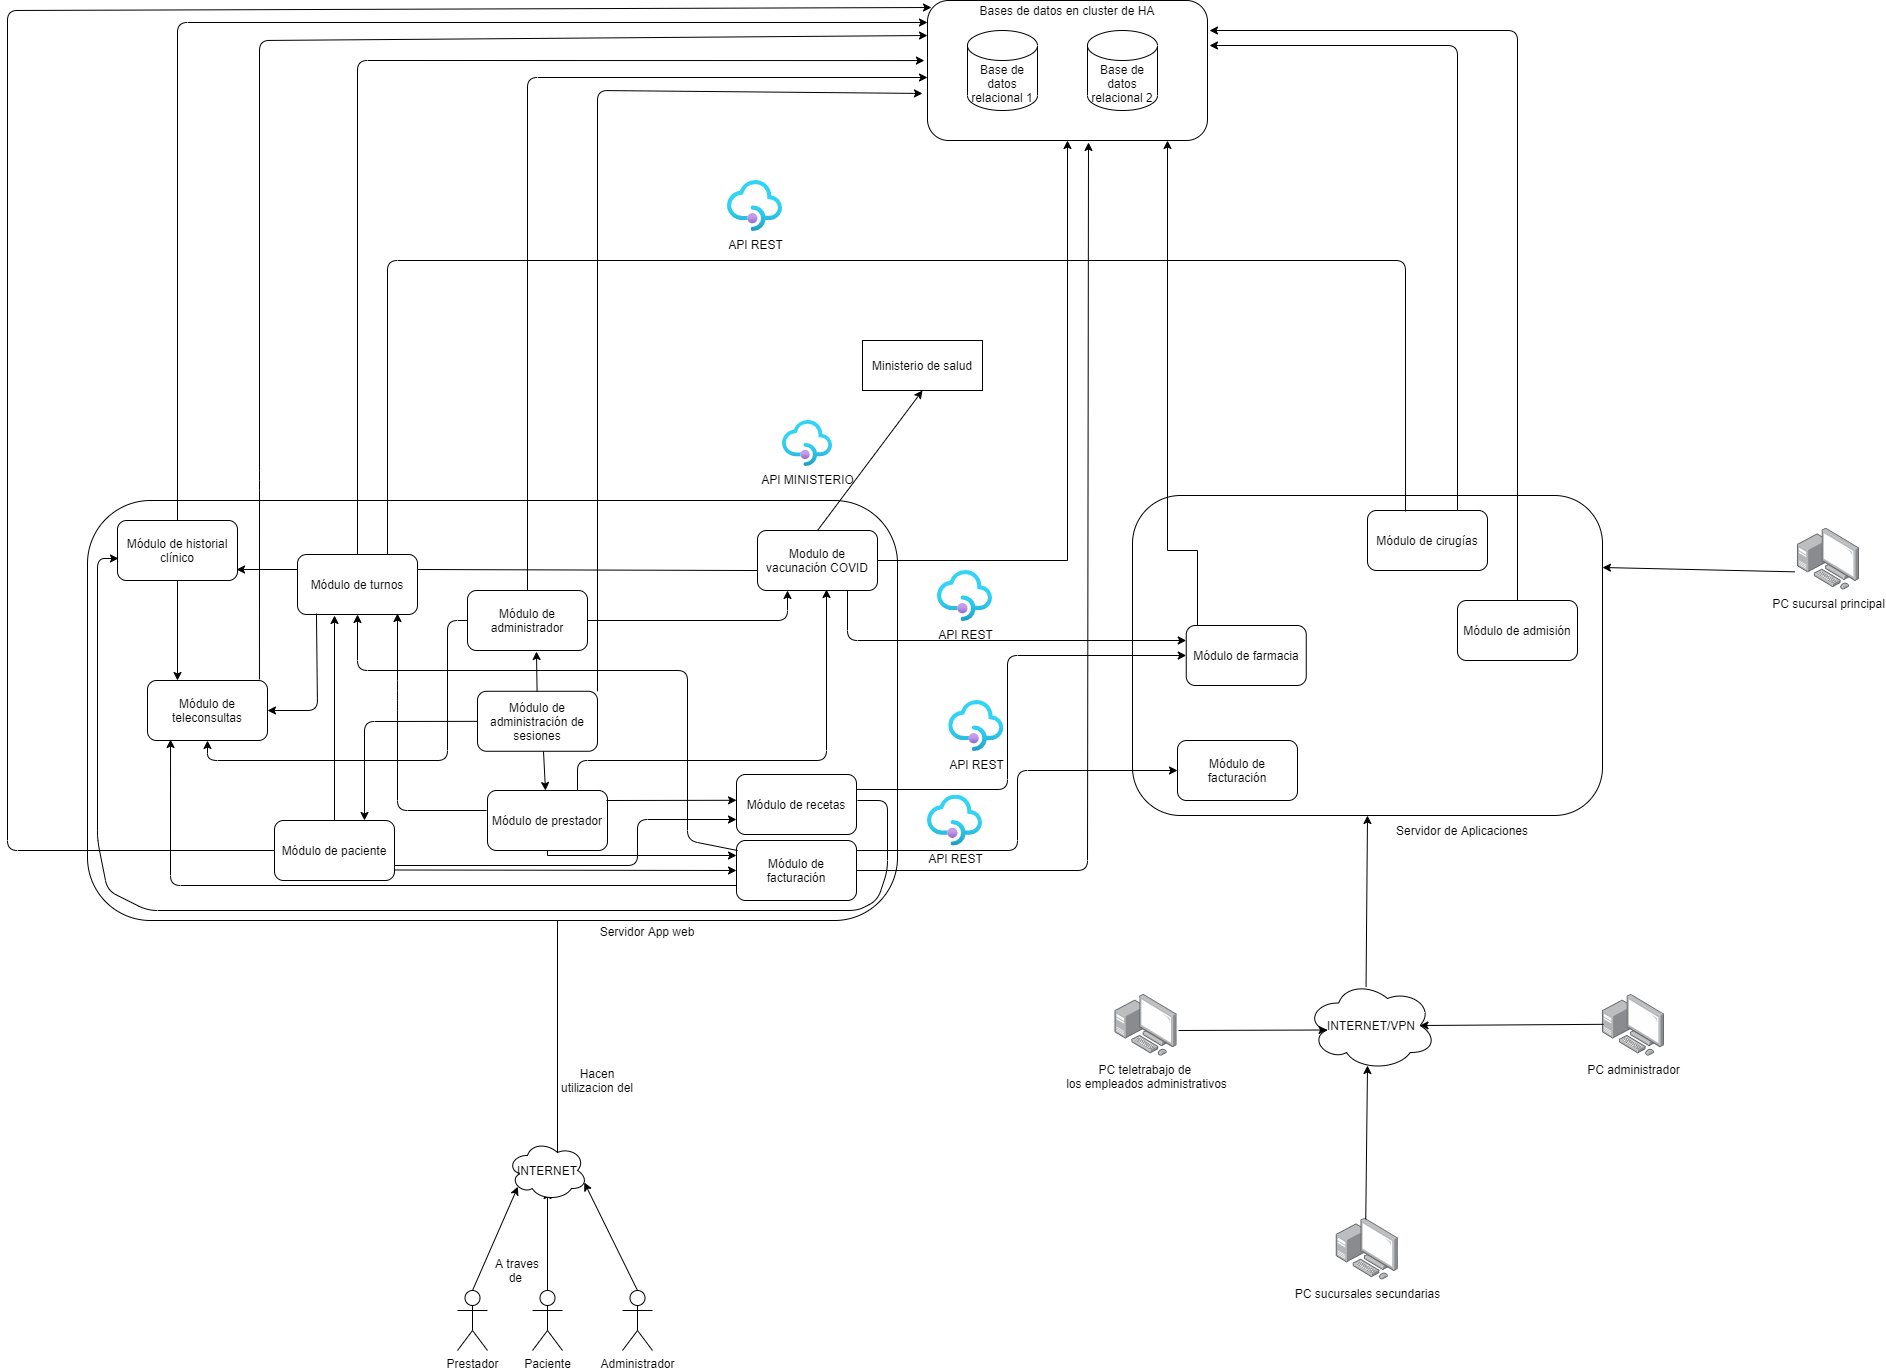 Bases de datos en cluster de HA
Base de
datos
relacional 1
Base de
datos
relacional 2
API REST
Ministerio de salud
API MINISTERIO
Módulo de historial
clínico
Módulo de turnos
Módulo de
administrador
Modulo de
vacunación COVID
Módulo de
teleconsultas
Módulo de
administración de
sesiones
Módulo de paciente
Módulo de prestador
Módulo de recetas
Módulo de
facturación
Servidor App web
API REST
API REST
API REST
Módulo de cirugías
Módulo de admisión
Módulo de farmacia
Módulo de
facturación
Servidor de Aplicaciones
PC sucursal principal
INTERNET/VPN
PC teletrabajo de
los empleados administrativos
PC administrador
PC sucursales secundarias
Hacen
utilizacion del
INTERNET
A traves
de
Prestador
Paciente
Administrador